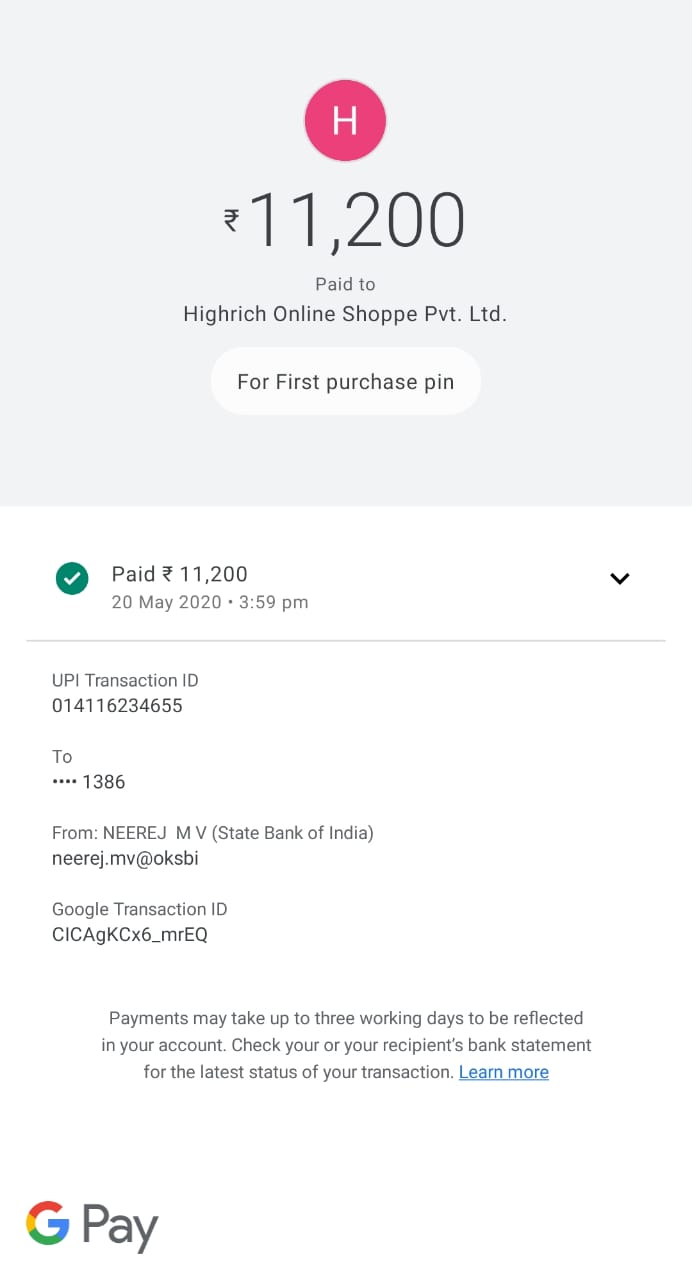 H
₹11,200
Paid to
Highrich Online Shoppe Pvt. Ltd.
For First purchase pin
Paid ₹ 11,200
20 May 2020 • 3:59 pm
UPI Transaction ID
014116234655
To
•••• 1386
From: NEEREJ  M V (State Bank of India)
neerej.mv@oksbi
Google Transaction ID
CICAgKCx6_mrEQ
Payments may take up to three working days to be reflected
in your account. Check your or your recipient's bank statement
for the latest status of your transaction. Learn more
G Pay